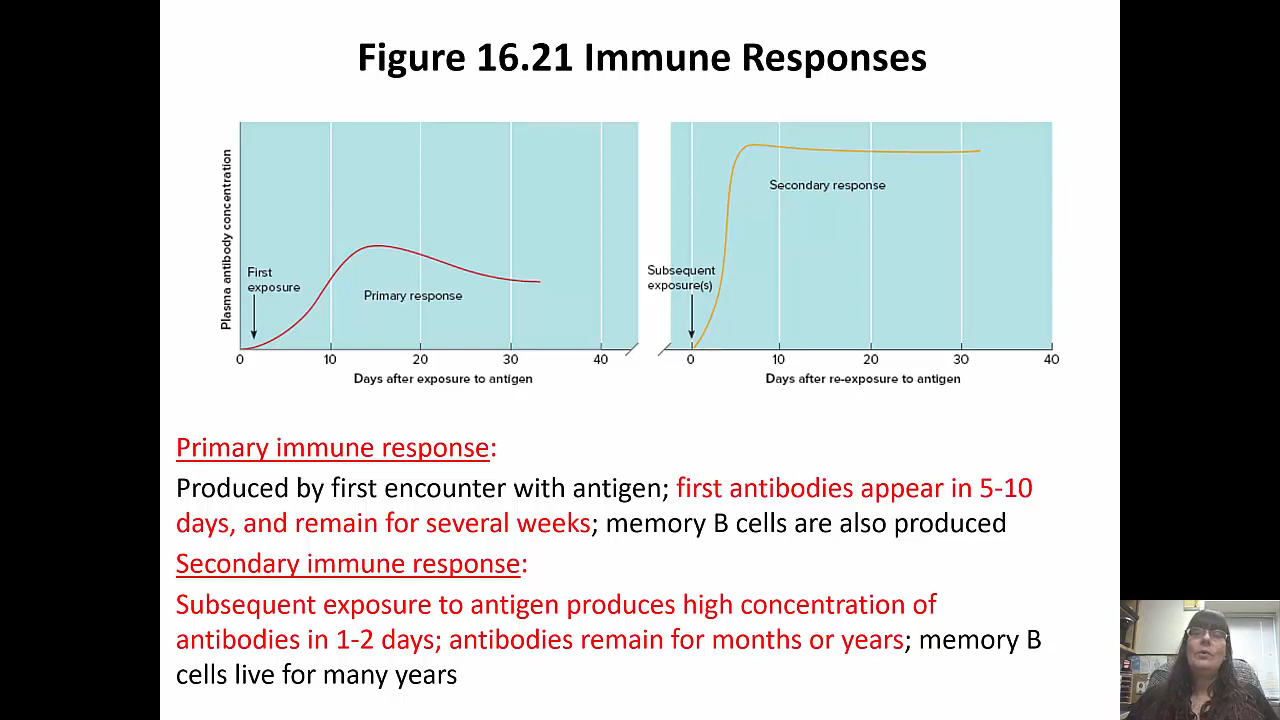 Figure 16.21 Immune Responses
Plasma antibody concentration
First
exposure
Primary response
0 10 20 30 40
Days after exposure to antigen
Subsequent
exposure(s)
Secondary response
0 10 20 30 40
Days after re-exposure to antigen
Primary immune response:
Produced by first encounter with antigen; first antibodies appear in 5-10
days, and remain for several weeks; memory B cells are also produced
Secondary immune response:
Subsequent exposure to antigen produces high concentration of
antibodies in 1-2 days; antibodies remain for months or years; memory B
cells live for many years